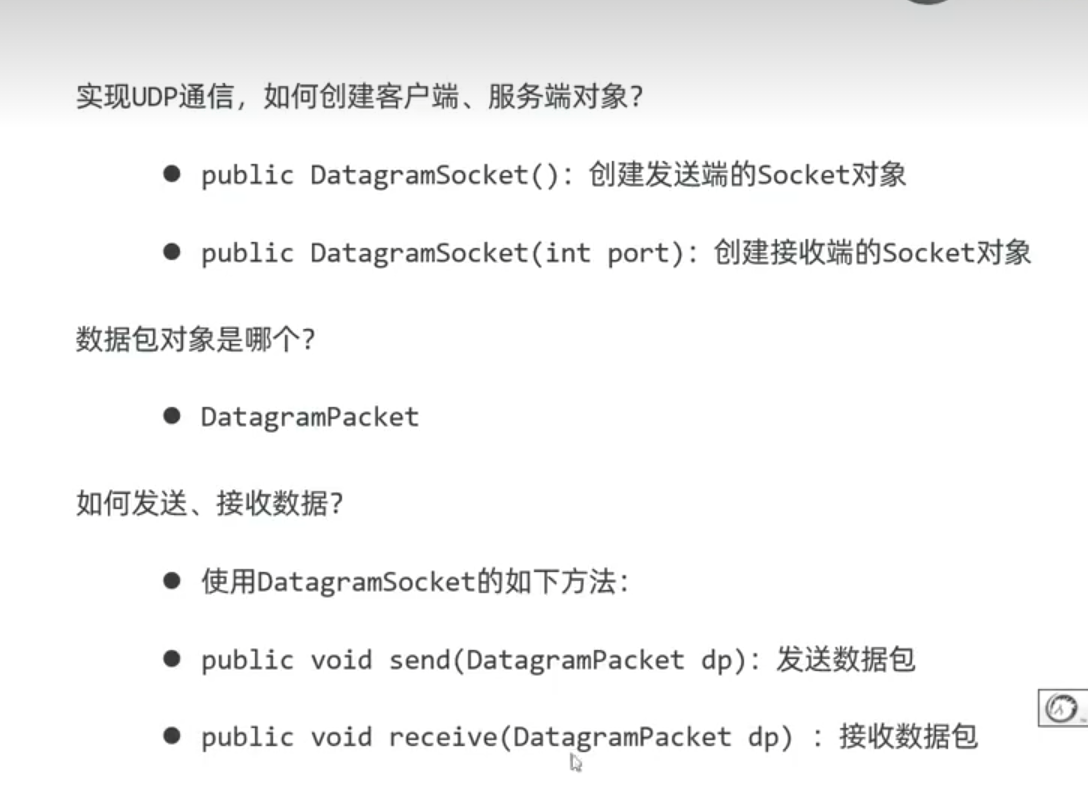 实现UDP通信，如何创建客户端、服务端对象？
● public DatagramSocket()：创建发送端的Socket对象
● public DatagramSocket(int port)：创建接收端的Socket对象
数据包对象是哪个？
● DatagramPacket
如何发送、接收数据？
● 使用DatagramSocket的如下方法：
● public void send(DatagramPacket dp)：发送数据包
● public void receive(DatagramPacket dp) ：接收数据包